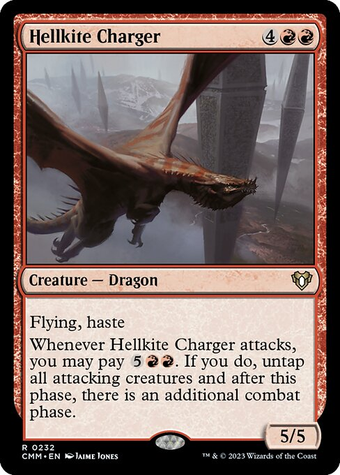 Hellkite Charger 4
Creature — Dragon
Flying, haste
Whenever Hellkite Charger attacks,
you may pay 5. If you do, untap
all attacking creatures and after this
phase, there is an additional combat
phase.
5/5
R 0232
CMM • EN Jaime Jones
™ & © 2023 Wizards of the Coast